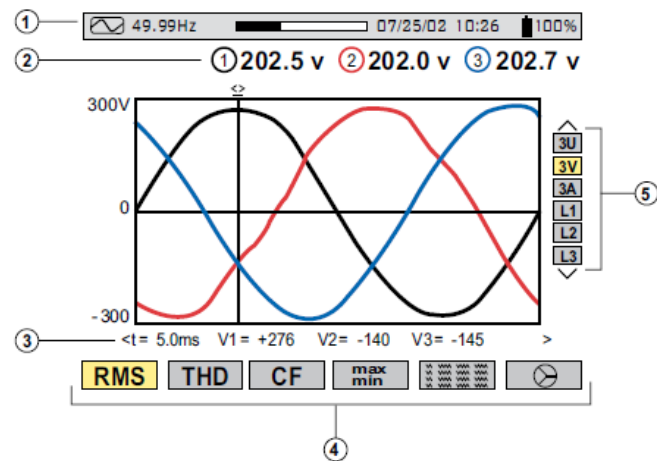 ① 49.99Hz 07/25/02 10:26 100%
② ① 202.5 v ② 202.0 v ③ 202.7 v
<>
300V
0
-300
3U
3V
3A
L1
L2
L3
⑤
③ <t= 5.0ms V1= +276 V2= -140 V3= -145 >
RMS THD CF max min
④